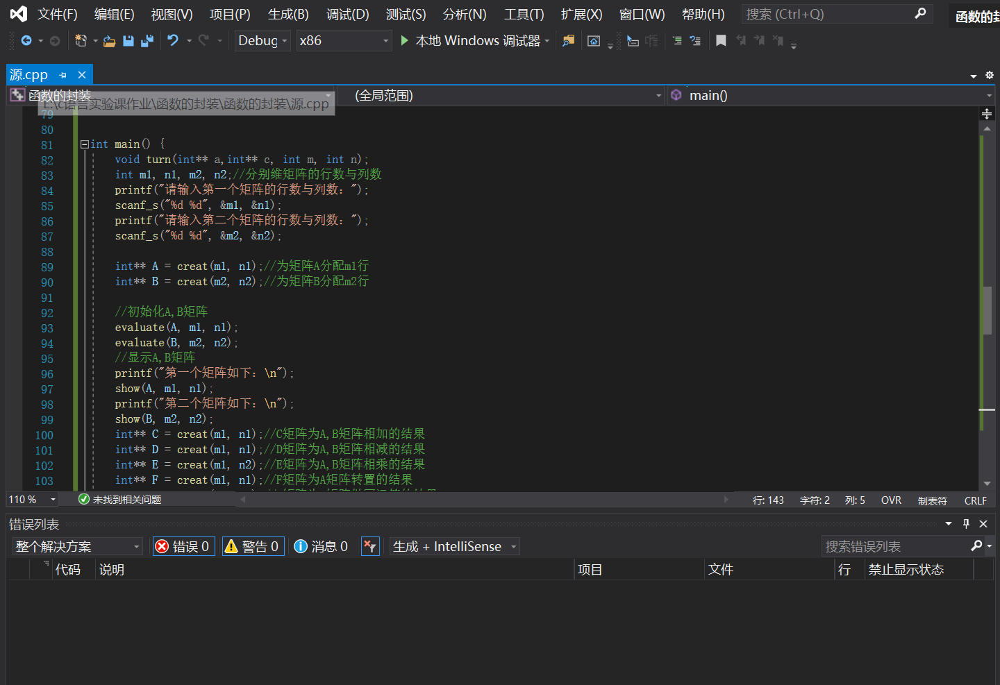 文件(F) 编辑(E) 视图(V) 项目(P) 生成(B) 调试(D) 测试(S) 分析(N) 工具(T) 扩展(X) 窗口(W) 帮助(H) 搜索 (Ctrl+Q) 函数的封
Debug x86 本地 Windows 调试器
源.cpp
函数的封装 (全局范围) main()
E:\c语言实验课作业\函数的封装\函数的封装\源.cpp
79
80
81 int main() {
82 void turn(int** a,int** c, int m, int n);
83 int m1, n1, m2, n2;//分别维矩阵的行数与列数
84 printf("请输入第一个矩阵的行数与列数：");
85 scanf_s("%d %d", &m1, &n1);
86 printf("请输入第二个矩阵的行数与列数：");
87 scanf_s("%d %d", &m2, &n2);
88
89 int** A = creat(m1, n1);//为矩阵A分配m1行
90 int** B = creat(m2, n2);//为矩阵B分配m2行
91
92 //初始化A,B矩阵
93 evaluate(A, m1, n1);
94 evaluate(B, m2, n2);
95 //显示A,B矩阵
96 printf("第一个矩阵如下：\n");
97 show(A, m1, n1);
98 printf("第二个矩阵如下：\n");
99 show(B, m2, n2);
100 int** C = creat(m1, n1);//C矩阵为A,B矩阵相加的结果
101 int** D = creat(m1, n1);//D矩阵为A,B矩阵相减的结果
102 int** E = creat(m1, n2);//E矩阵为A,B矩阵相乘的结果
103 int** F = creat(m1, n1);//F矩阵为A矩阵转置的结果
110 % 未找到相关问题 行: 143 字符: 2 列: 5 OVR 制表符 CRLF
错误列表
整个解决方案 错误 0 警告 0 消息 0 生成 + IntelliSense 搜索错误列表
代码 说明 项目 文件 行 禁止显示状态